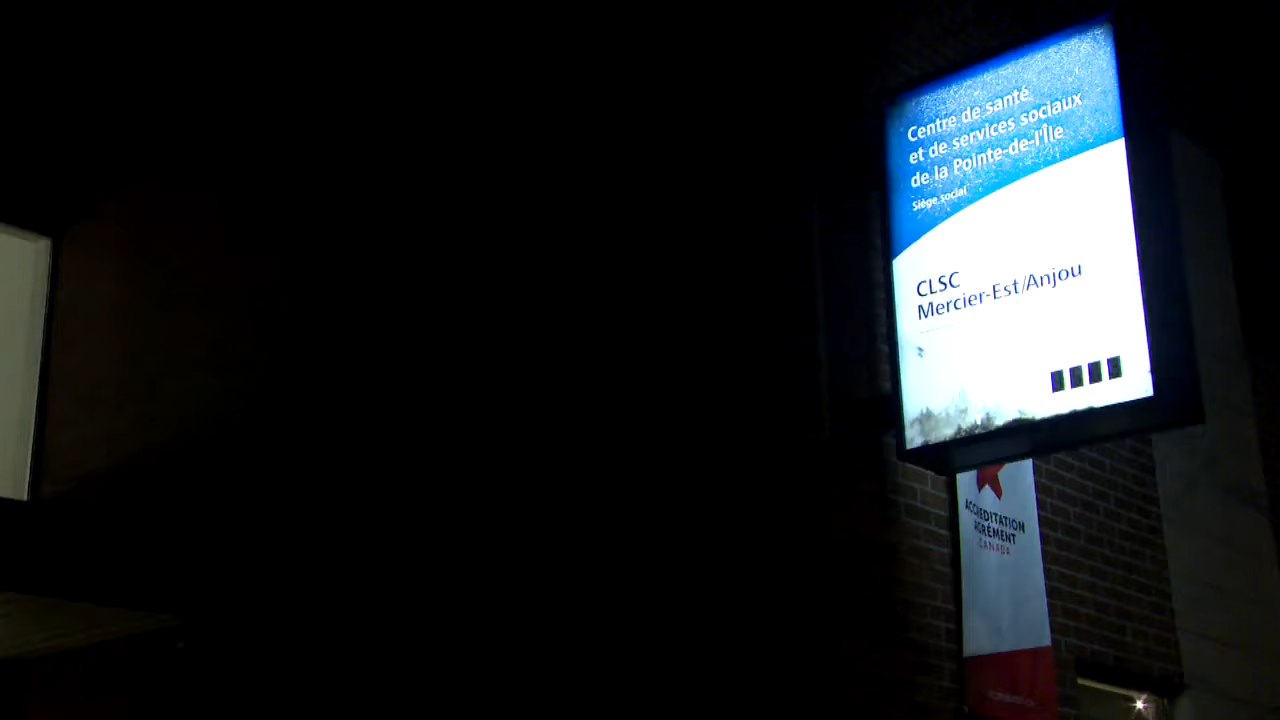 Centre de santé
et de services sociaux
de la Pointe-de-l'Île
Siège social
CLSC
Mercier-Est/Anjou
ACCREDITATION
AGRÉMENT
CANADA